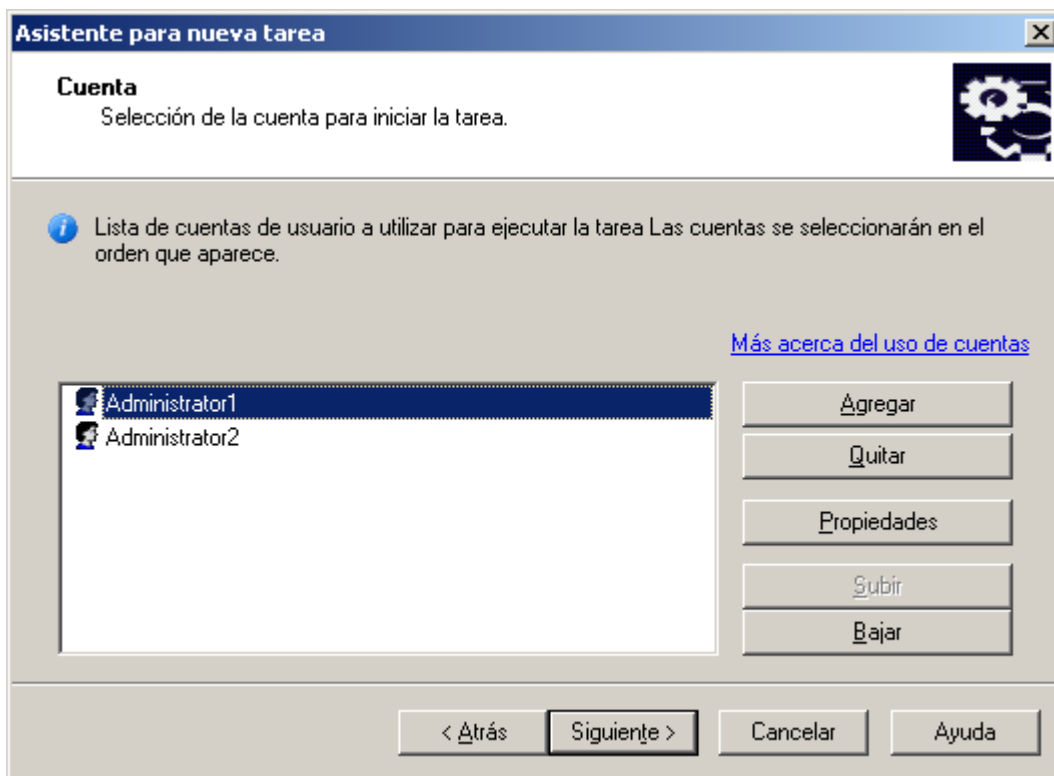 Asistente para nueva tarea
Cuenta
Selección de la cuenta para iniciar la tarea.
Lista de cuentas de usuario a utilizar para ejecutar la tarea Las cuentas se seleccionarán en el
orden que aparece.
Más acerca del uso de cuentas
Administrator1
Administrator2
Agregar
Quitar
Propiedades
Subir
Bajar
< Atrás
Siguiente >
Cancelar
Ayuda